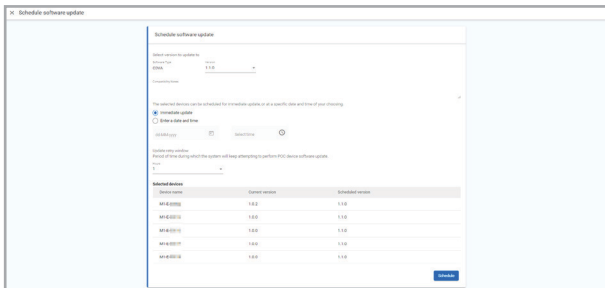 × Schedule software update
Schedule software update
Select version to update to
Software Type
Version
1.1.0
The selected devices can be scheduled for immediate update, or at a specific date and time of your choosing.
Immediate update
Enter a date and time:
Select time
Update retry window
Period of time during which the system will keep attempting to perform POC device software update.
Hours
Selected devices
Device name Current version Scheduled version
1.0.2 1.1.0
1.0.0 1.1.0
1.0.0 1.1.0
1.0.0 1.1.0
1.0.0 1.1.0
Schedule